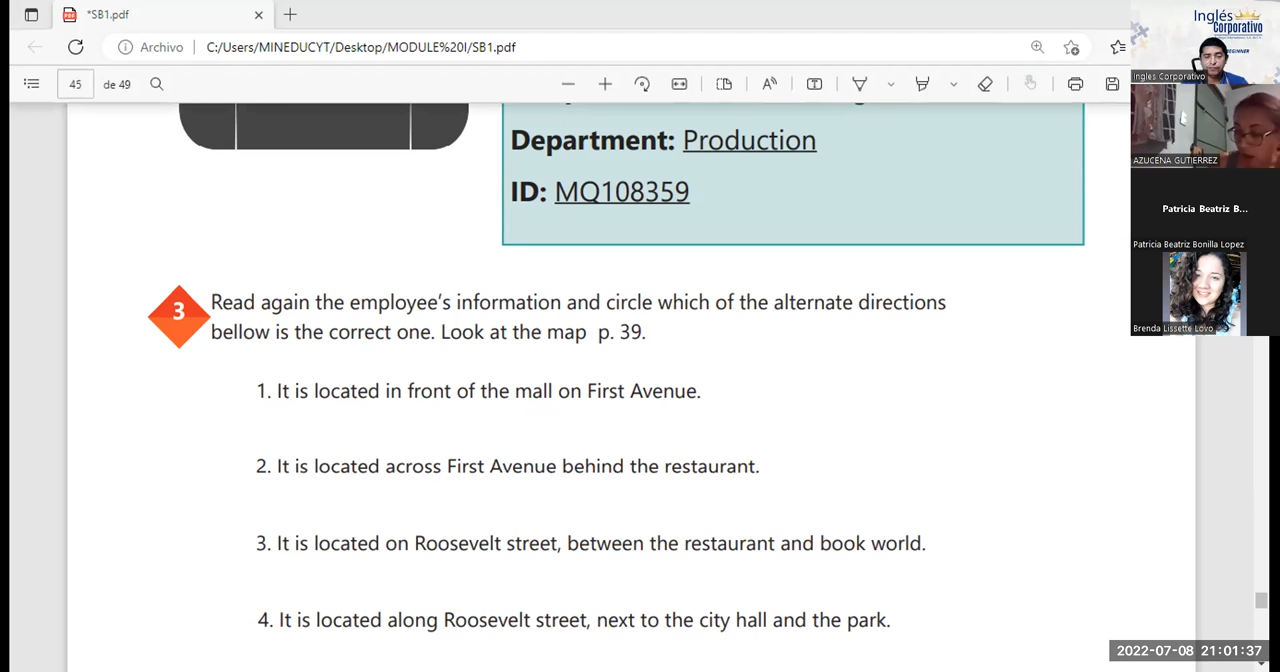 *SB1.pdf
Archivo
C:/Users/MINEDUCYT/Desktop/MODULE%20I/SB1.pdf
45
de 49
Department: Production
ID: MQ108359
3
Read again the employee's information and circle which of the alternate directions
bellow is the correct one. Look at the map p. 39.
1. It is located in front of the mall on First Avenue.
2. It is located across First Avenue behind the restaurant.
3. It is located on Roosevelt street, between the restaurant and book world.
4. It is located along Roosevelt street, next to the city hall and the park.
Inglés
Corporativo
Ingles Corporativo
AZUCENA GUTIERREZ
Patricia Beatriz B...
Patricia Beatriz Bonilla Lopez
Brenda Lissette Lovo
2022-07-08 21:01:37